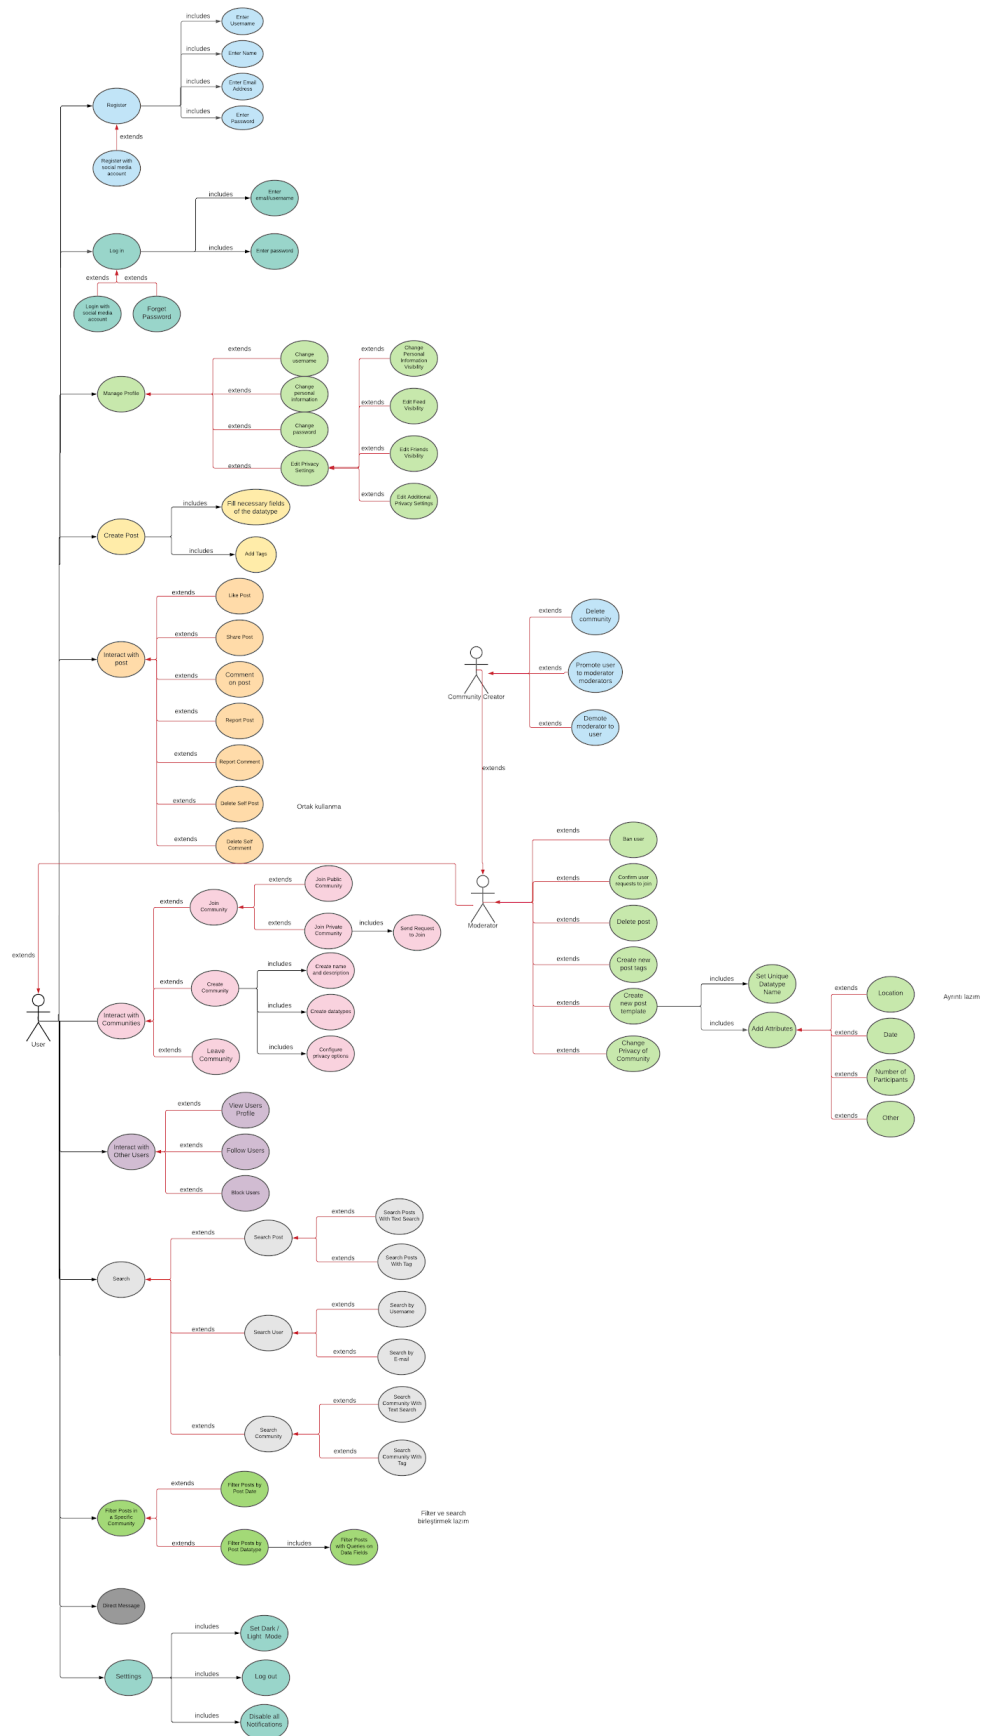 includes
Enter
Username
includes
Enter Name
includes
Enter Email
Address
includes
Enter
Password
Register
extends
Register with
social media
account
includes
Enter
email/username
includes
Enter password
Log In
extends
extends
Login with
social media
account
Forget
Password
Manage Profile
extends
Change
username
extends
Change
personal
information
extends
Change
password
extends
Edit Privacy
Settings
extends
Change
Personal
Information
Visibility
extends
Edit Feed
Visibility
extends
Edit Friends
Visibility
extends
Edit Additional
Privacy Settings
Create Post
includes
Fill necessary fields
of the datatype
includes
Add Tags
Interact with
post
extends
Like Post
extends
Share Post
extends
Comment
on post
extends
Report Post
extends
Report Comment
extends
Delete Self Post
extends
Delete Self
Comment
Ortak kullanma
Community Creator
extends
Delete
community
extends
Promote user
to moderator
moderators
extends
Demote
moderator to
user
extends
Moderator
extends
Ban user
extends
Confirm user
requests to join
extends
Delete post
extends
Create new
post tags
extends
Create
new post
template
extends
Change
Privacy of
Community
includes
Set Unique
Datatype
Name
includes
Add Attributes
extends
Location
extends
Date
extends
Number of
Participants
extends
Other
Ayrıntı lazım
extends
User
Interact with
Communities
extends
Join
Community
extends
Join Public
Community
extends
Join Private
Community
includes
Send Request
to Join
extends
Create
Community
includes
Create name
and description
includes
Create datatypes
includes
Configure
privacy options
extends
Leave
Community
Interact with
Other Users
extends
View Users
Profile
extends
Follow Users
extends
Block Users
Search
extends
Search Post
extends
Search Posts
With Text Search
extends
Search Posts
With Tag
extends
Search User
extends
Search by
Username
extends
Search by
E-mail
extends
Search
Community
extends
Search
Community With
Text Search
extends
Search
Community With
Tag
Filter Posts in
a Specific
Community
extends
Filter Posts by
Post Date
extends
Filter Posts by
Post Datatype
includes
Filter Posts
with Queries on
Data Fields
Filter ve search
birleştirmek lazım
Direct Message
Settings
includes
Set Dark /
Light Mode
includes
Log out
includes
Disable all
Notifications